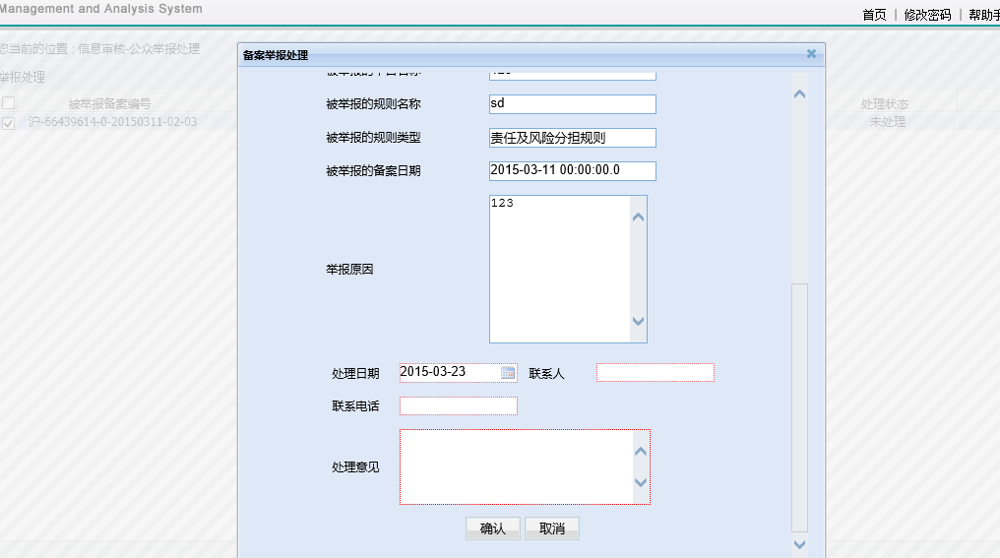 Management and Analysis System
首页 | 修改密码 | 帮助手
您当前的位置 : 信息审核-公众举报处理
举报处理
被举报备案编号
处理状态
沪-66439614-0-20150311-02-03
未处理
备案举报处理
被举报的规则名称
sd
被举报的规则类型
责任及风险分担规则
被举报的备案日期
2015-03-11 00:00:00.0
举报原因
123
处理日期
2015-03-23
联系人
联系电话
处理意见
确认
取消